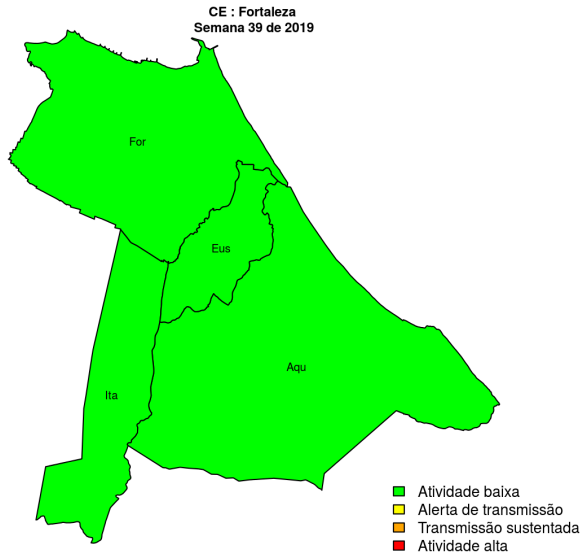 CE : Fortaleza
Semana 39 de 2019
For
Eus
Aqu
Ita
Atividade baixa
Alerta de transmissão
Transmissão sustentada
Atividade alta